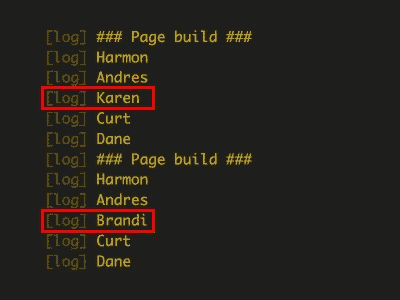 [log] ### Page build ###
[log] Harmon
[log] Andres
[log] Karen
[log] Curt
[log] Dane
[log] ### Page build ###
[log] Harmon
[log] Andres
[log] Brandi
[log] Curt
[log] Dane